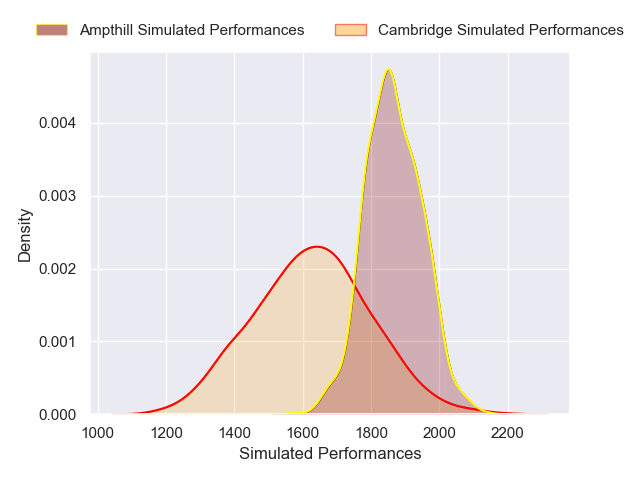 Ampthill Simulated Performances
Cambridge Simulated Performances
Density
0.004
0.003
0.002
0.001
0.000
1000 1200 1400 1600 1800 2000 2200
Simulated Performances